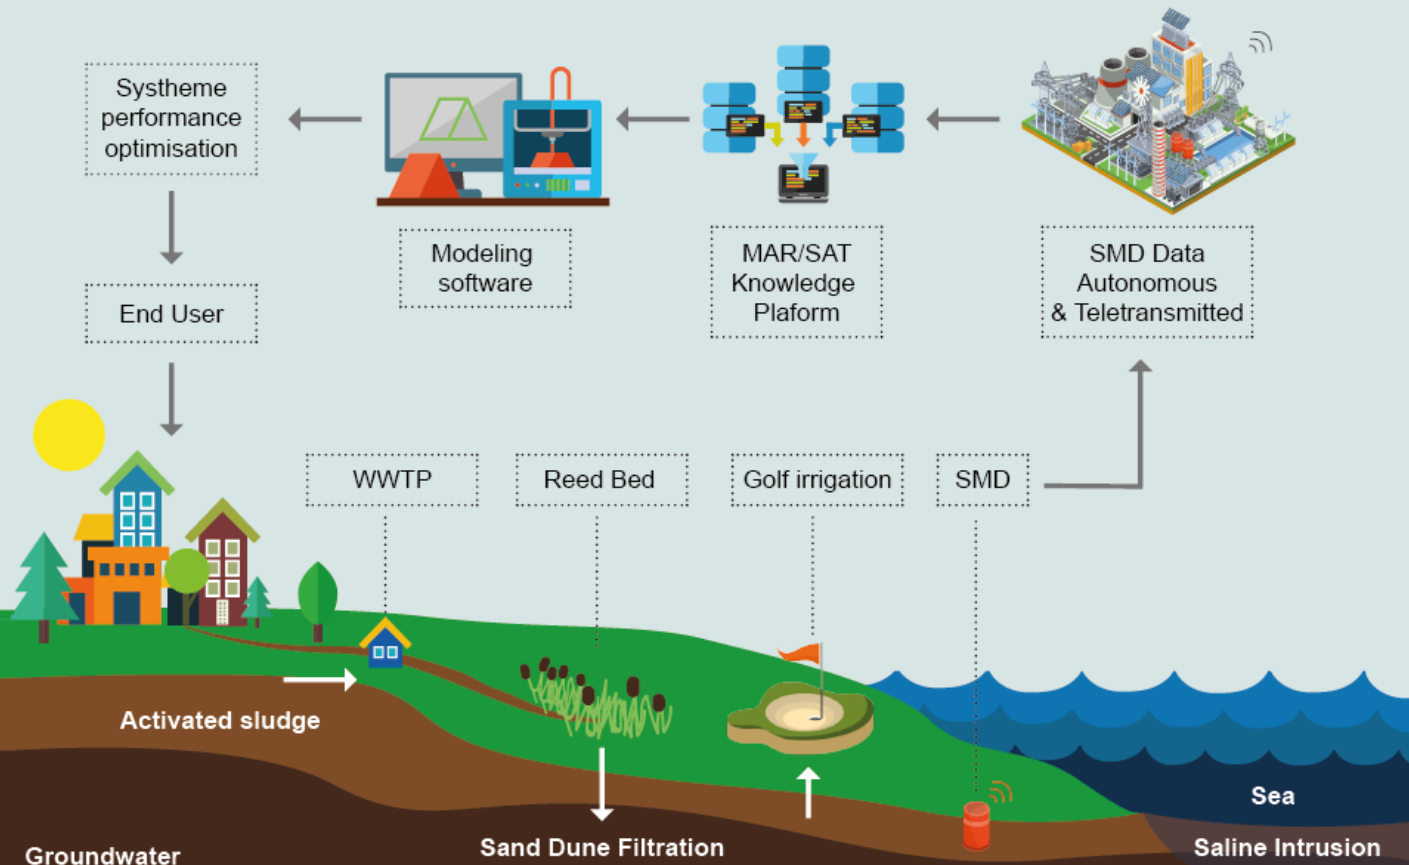 Systheme
performance
optimisation
Modeling
software
MAR/SAT
Knowledge
Plaform
SMD Data
Autonomous
& Teletransmitted
End User
WWTP
Reed Bed
Golf irrigation
SMD
Activated sludge
Sea
Groundwater
Sand Dune Filtration
Saline Intrusion